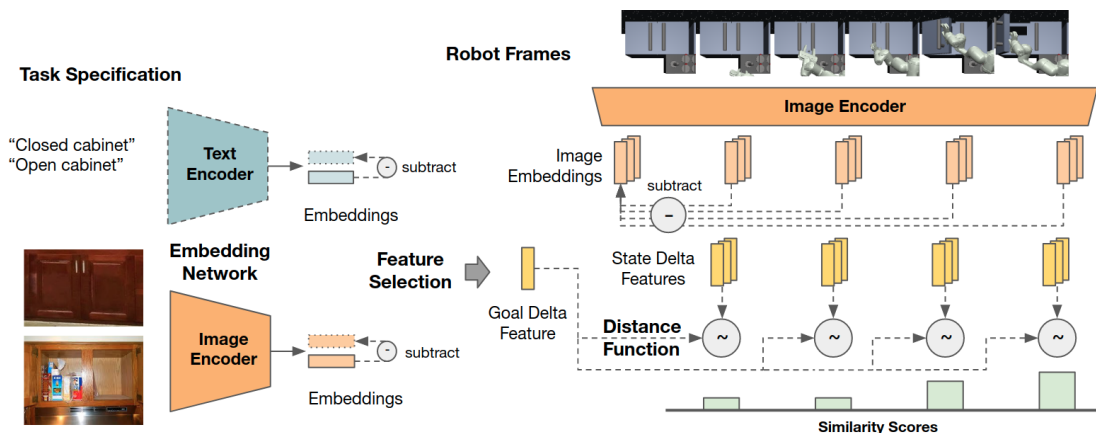 Task Specification
Robot Frames
Image Encoder
“Closed cabinet”
“Open cabinet”
Text
Encoder
-
subtract
Embeddings
Image
Embeddings
subtract
-
Embedding
Network
Feature
Selection
State Delta
Features
Goal Delta
Feature
Distance
Function
~
~
~
~
Image
Encoder
-
subtract
Embeddings
Similarity Scores